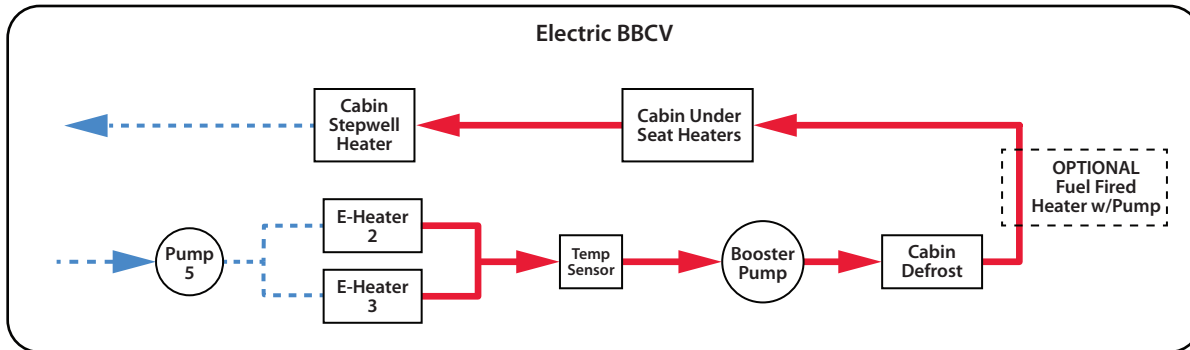 Electric BBCV
Cabin
Stepwell
Heater
Cabin Under
Seat Heaters
OPTIONAL
Fuel Fired
Heater w/Pump
Pump
5
E-Heater
2
E-Heater
3
Temp
Sensor
Booster
Pump
Cabin
Defrost